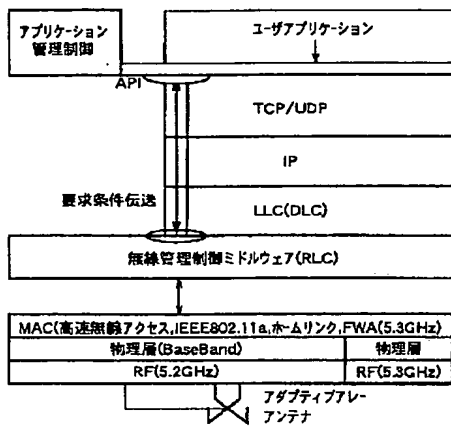 アプリケーション
管理制御
ユーザアプリケーション
API
TCP/UDP
IP
要求条件伝送
LLC(DLC)
無線管理制御ミドルウェア(RLC)
MAC(高速無線アクセス,IEEE802.11a,ホームリンク,FWA(5.3GHz)
物理層(BaseBand)
物理層
RF(5.2GHz)
RF(5.3GHz)
アダプティブアレー
アンテナ